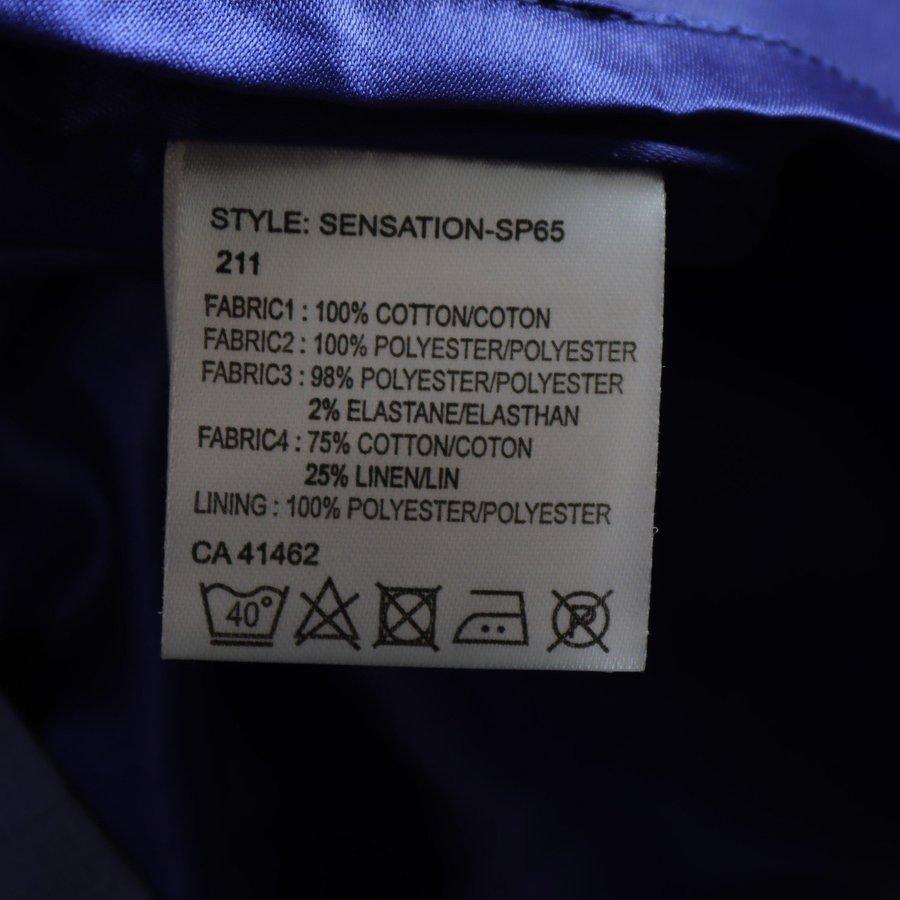 STYLE: SENSATION-SP65
211
FABRIC1 : 100% COTTON/COTON
FABRIC2 : 100% POLYESTER/POLYESTER
FABRIC3 : 98% POLYESTER/POLYESTER
2% ELASTANE/ELASTHAN
FABRIC4 : 75% COTTON/COTON
25% LINEN/LIN
LINING : 100% POLYESTER/POLYESTER
CA 41462
40° P